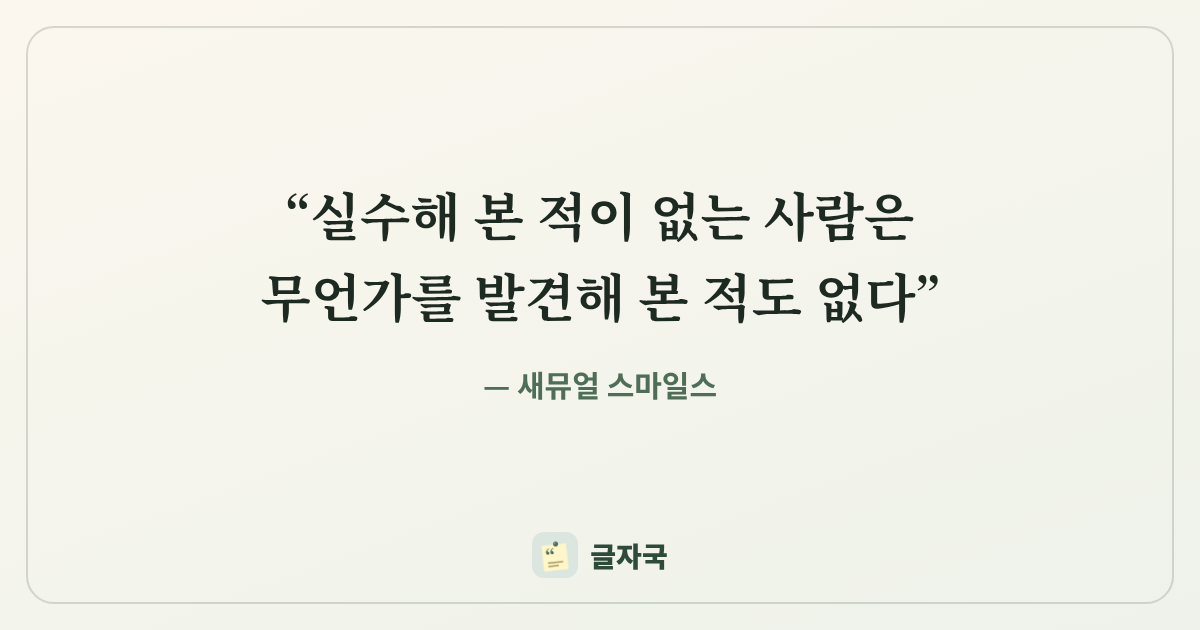 “실수해 본 적이 없는 사람은
무언가를 발견해 본 적도 없다”
— 새뮤얼 스마일스
글자국